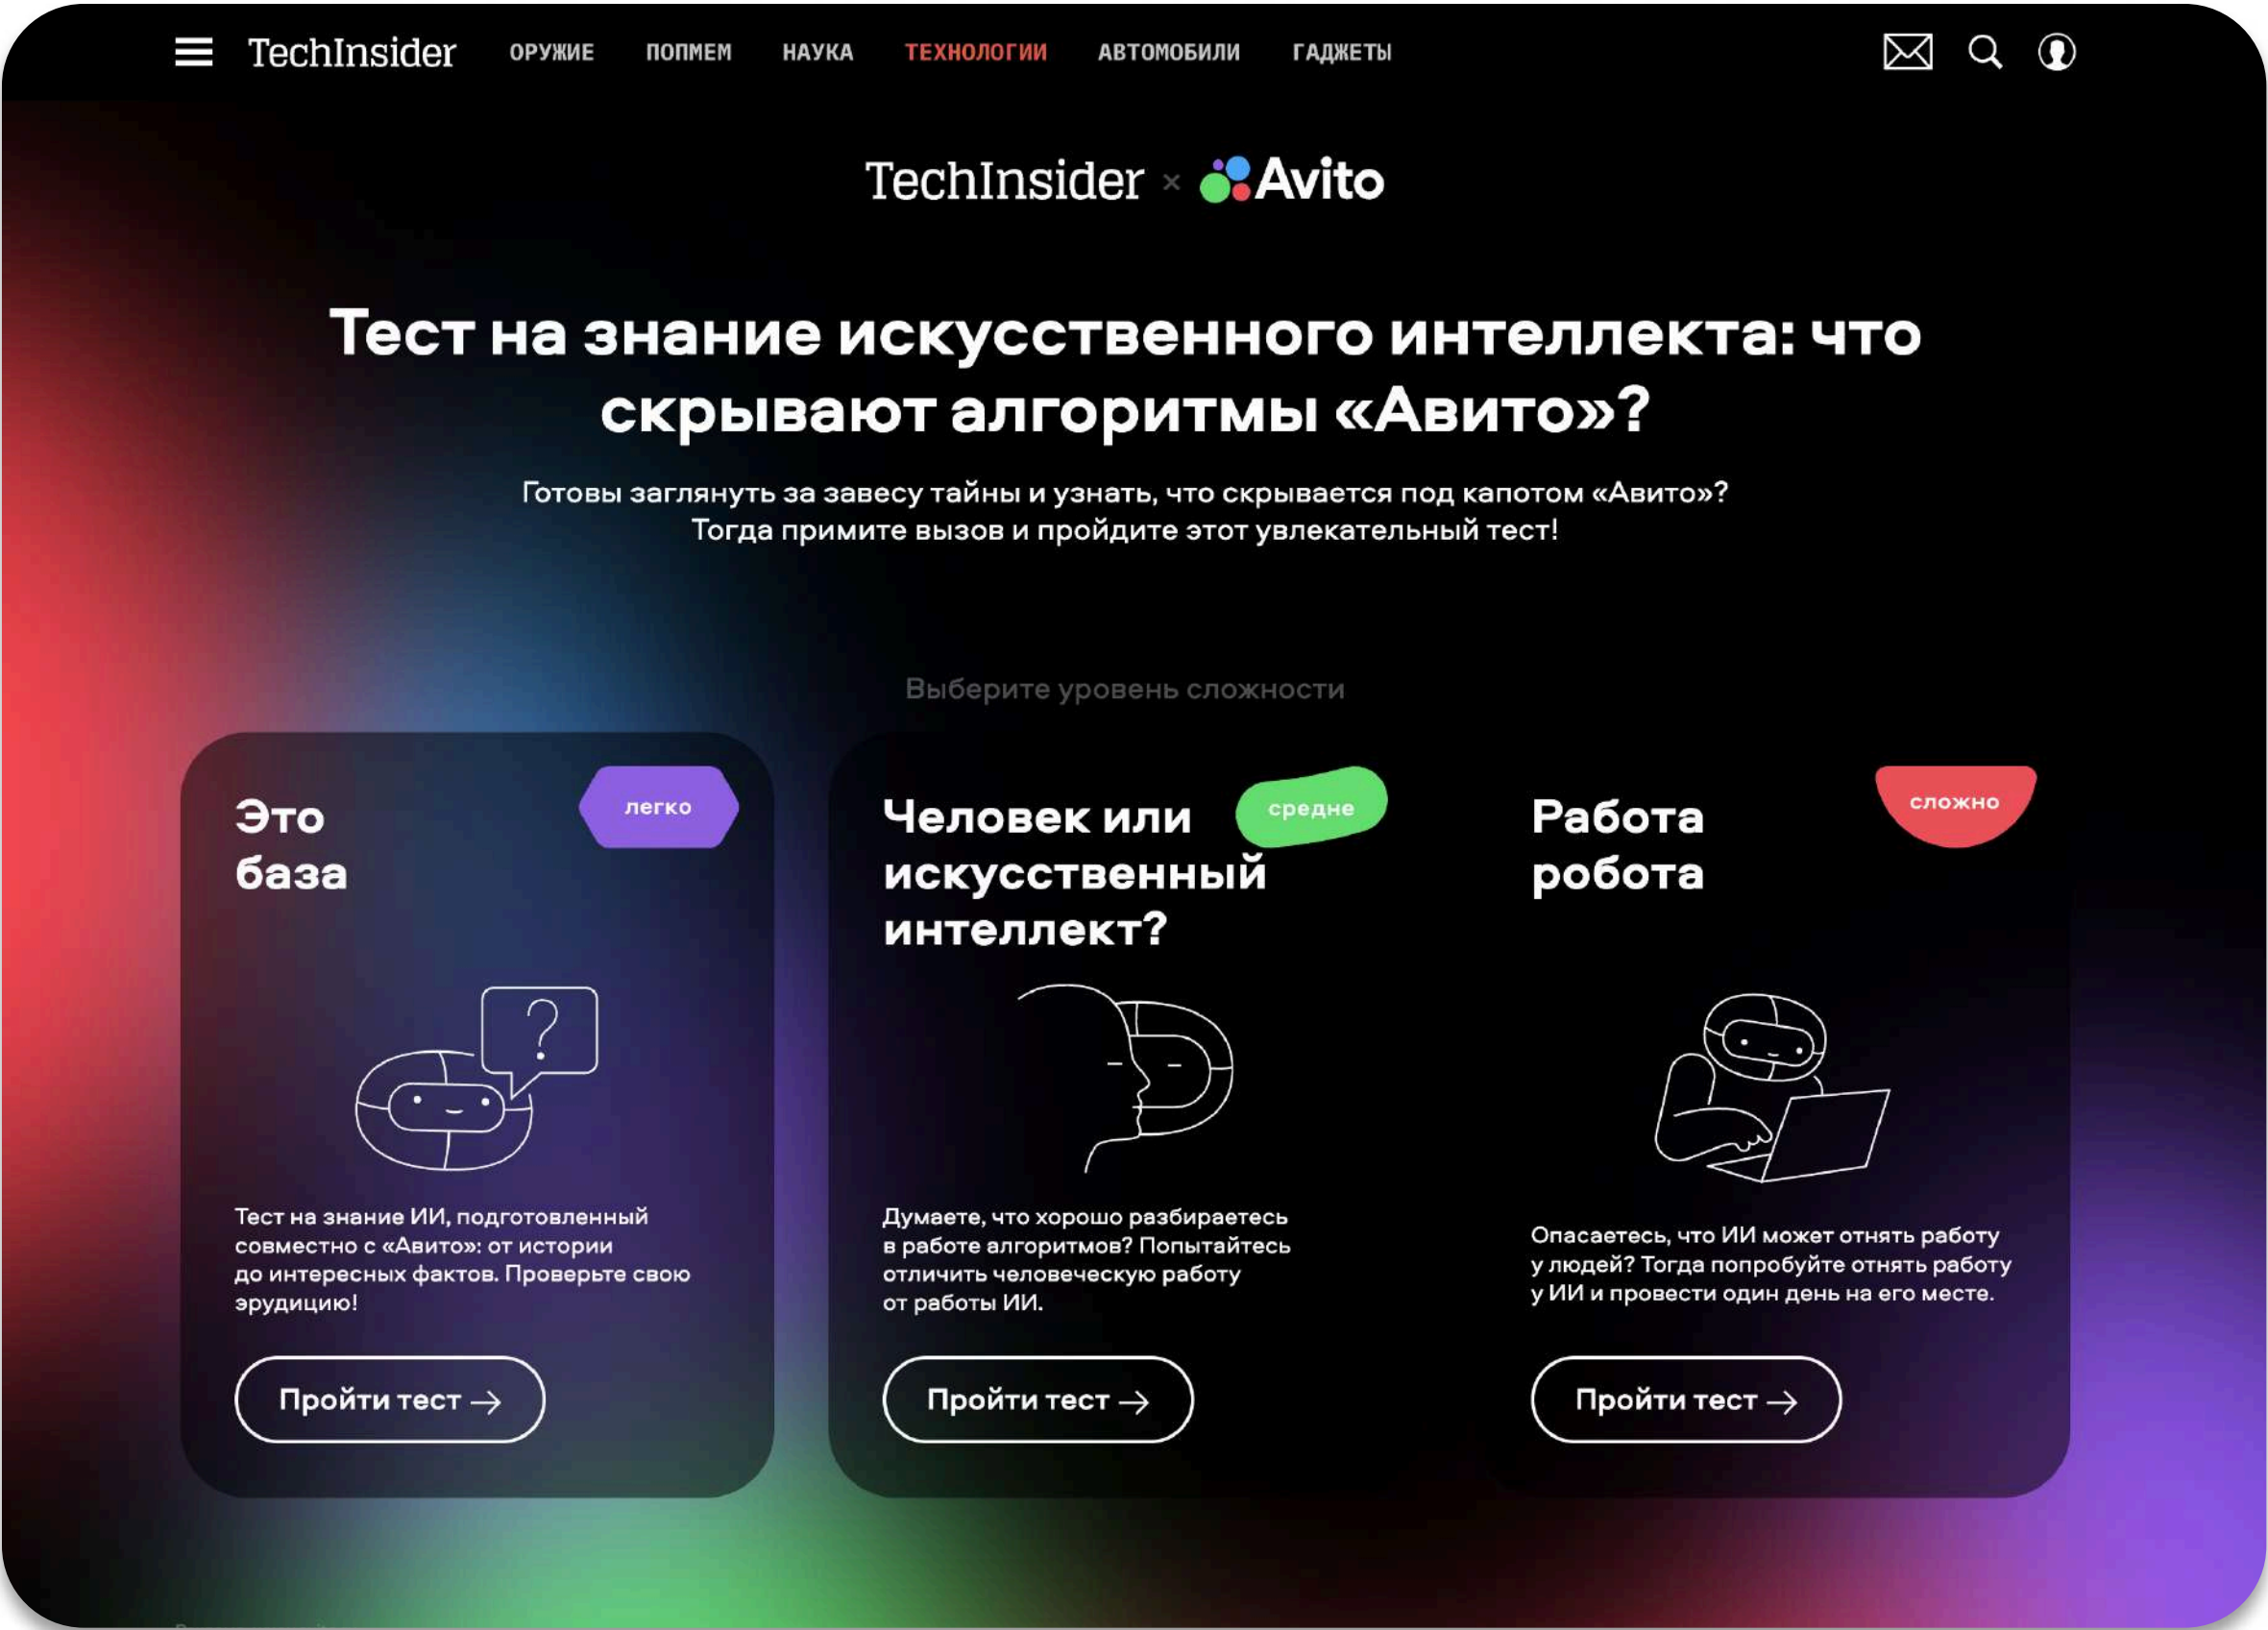 TechInsider ОРУЖИЕ ПОПМЕМ НАУКА ТЕХНОЛОГИИ АВТОМОБИЛИ ГАДЖЕТЫ
TechInsider × Avito
Тест на знание искусственного интеллекта: что
скрывают алгоритмы «Авито»?
Готовы заглянуть за завесу тайны и узнать, что скрывается под капотом «Авито»?
Тогда примите вызов и пройдите этот увлекательный тест!
Выберите уровень сложности
Это
база
легко
?
Тест на знание ИИ, подготовленный
совместно с «Авито»: от истории
до интересных фактов. Проверьте свою
эрудицию!
Пройти тест →
Человек или
искусственный
интеллект?
средне
Думаете, что хорошо разбираетесь
в работе алгоритмов? Попытайтесь
отличить человеческую работу
от работы ИИ.
Пройти тест →
Работа
робота
сложно
Опасаетесь, что ИИ может отнять работу
у людей? Тогда попробуйте отнять работу
у ИИ и провести один день на его месте.
Пройти тест →